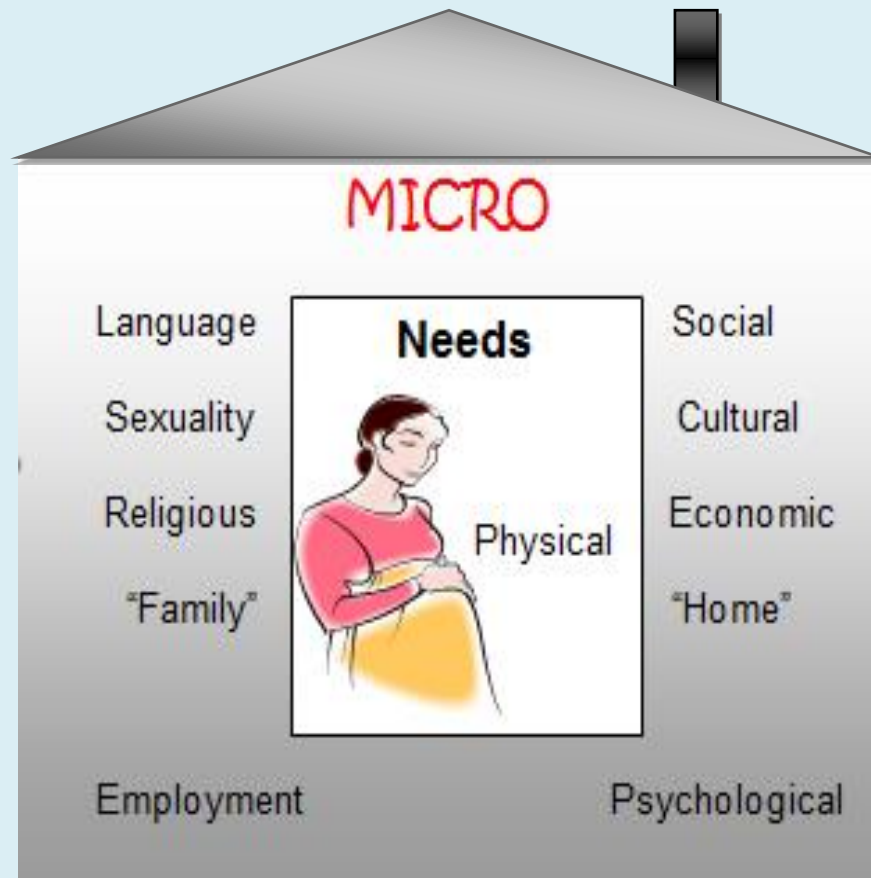 MICRO
Language
Needs
Social
Sexuality
Cultural
Religious
Physical
Economic
“Family”
“Home”
Employment
Psychological